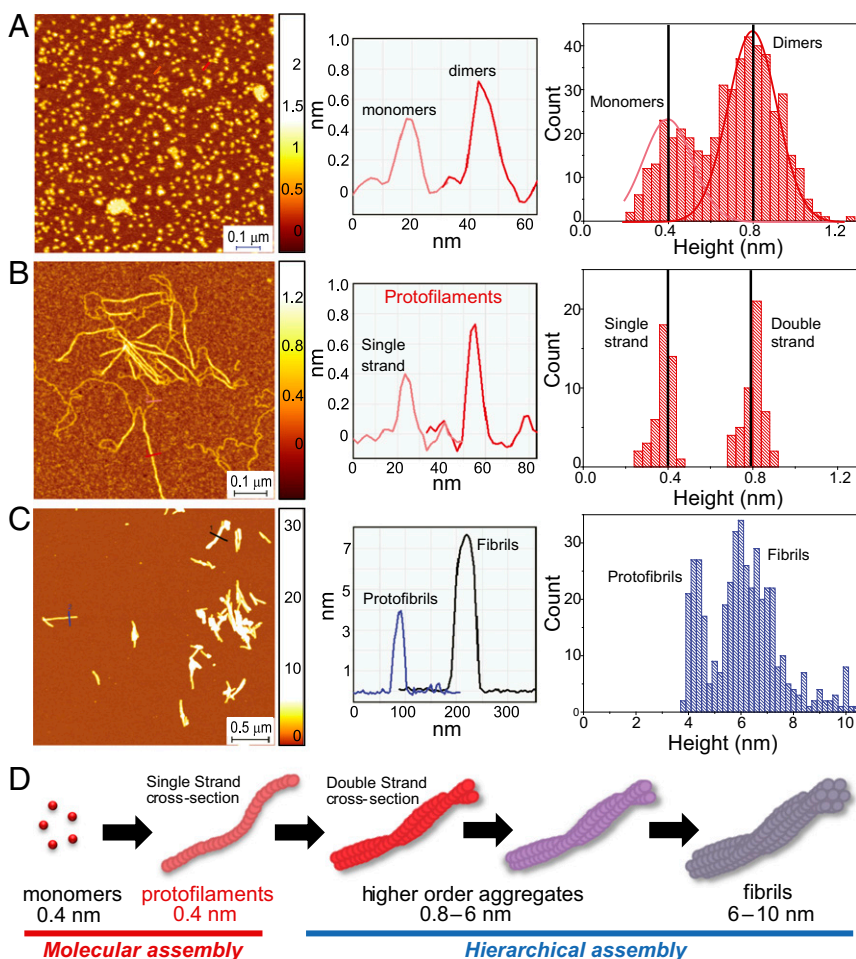 A
2
1.5
1
0.5
0
0.1 µm
1.0
0.8
0.6
0.4
0.2
0
nm
monomers
dimers
0
20
40
60
nm
40
30
20
10
0
Count
Monomers
Dimers
0.0
0.4
0.8
1.2
Height (nm)
B
1.2
0.8
0.4
0
0.1 µm
1.0
0.8
0.6
0.4
0.2
0
nm
Protofilaments
Single
strand
0
20
40
60
80
nm
20
10
0
Count
Single
strand
Double
strand
0.0
0.4
0.8
1.2
Height (nm)
C
30
20
10
0
0.5 µm
7
5
3
1
nm
Protofibrils
Fibrils
0
100
200
300
nm
30
20
10
0
Count
Protofibrils
Fibrils
0
2
4
6
8
10
Height (nm)
D
Single Strand
cross-section
Double Strand
cross-section
monomers
0.4 nm
protofilaments
0.4 nm
higher order aggregates
0.8–6 nm
fibrils
6–10 nm
Molecular assembly
Hierarchical assembly